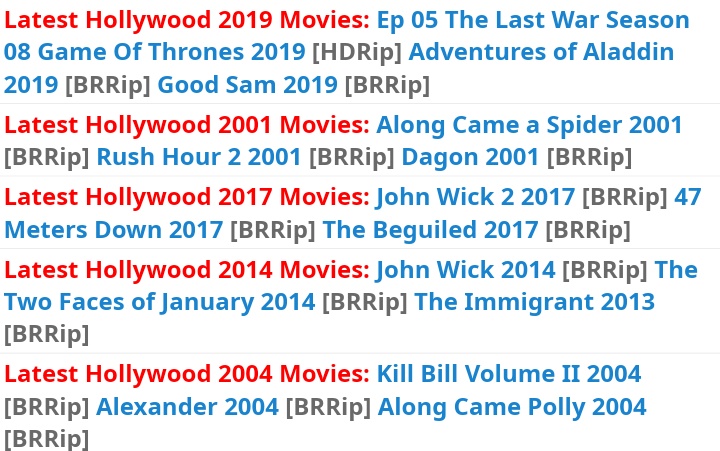 Latest Hollywood 2019 Movies: Ep 05 The Last War Season
08 Game Of Thrones 2019 [HDRip] Adventures of Aladdin
2019 [BRRip] Good Sam 2019 [BRRip]
Latest Hollywood 2001 Movies: Along Came a Spider 2001
[BRRip] Rush Hour 2 2001 [BRRip] Dagon 2001 [BRRip]
Latest Hollywood 2017 Movies: John Wick 2 2017 [BRRip] 47
Meters Down 2017 [BRRip] The Beguiled 2017 [BRRip]
Latest Hollywood 2014 Movies: John Wick 2014 [BRRip] The
Two Faces of January 2014 [BRRip] The Immigrant 2013
[BRRip]
Latest Hollywood 2004 Movies: Kill Bill Volume II 2004
[BRRip] Alexander 2004 [BRRip] Along Came Polly 2004
[BRRip]